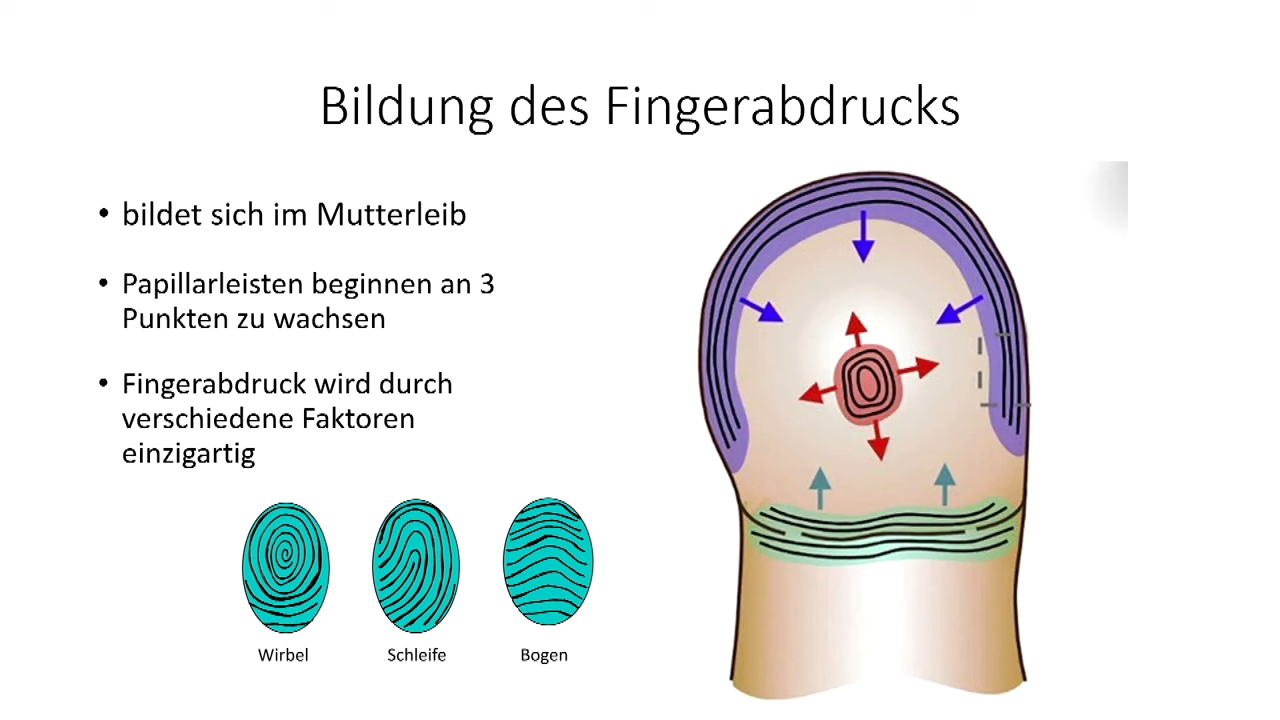 Bildung des Fingerabdrucks
• bildet sich im Mutterleib
• Papillarleisten beginnen an 3
Punkten zu wachsen
• Fingerabdruck wird durch
verschiedene Faktoren
einzigartig
Wirbel
Schleife
Bogen